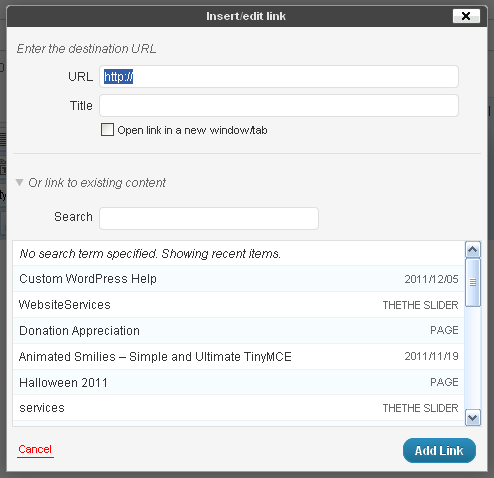 Insert/edit link
Enter the destination URL
URL http://
Title
Open link in a new window/tab
Or link to existing content
Search
No search term specified. Showing recent items.
Custom WordPress Help 2011/12/05
WebsiteServices THETHE SLIDER
Donation Appreciation PAGE
Animated Smilies – Simple and Ultimate TinyMCE 2011/11/19
Halloween 2011 PAGE
services THETHE SLIDER
Cancel Add Link